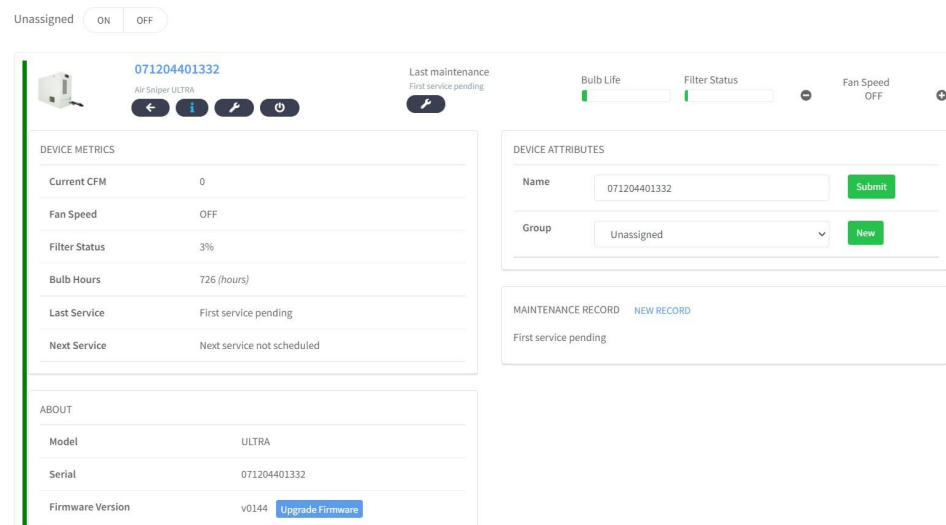 Unassigned ON OFF
071204401332
Air Sniper ULTRA
Last maintenance
First service pending
Bulb Life
Filter Status
Fan Speed
OFF
DEVICE METRICS
Current CFM 0
Fan Speed OFF
Filter Status 3%
Bulb Hours 726 (hours)
Last Service First service pending
Next Service Next service not scheduled
ABOUT
Model ULTRA
Serial 071204401332
Firmware Version v0144 Upgrade Firmware
DEVICE ATTRIBUTES
Name 071204401332 Submit
Group Unassigned New
MAINTENANCE RECORD NEW RECORD
First service pending